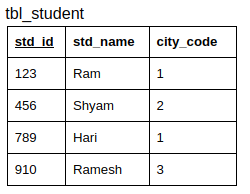 tbl_student
std_id std_name city_code
123 Ram 1
456 Shyam 2
789 Hari 1
910 Ramesh 3